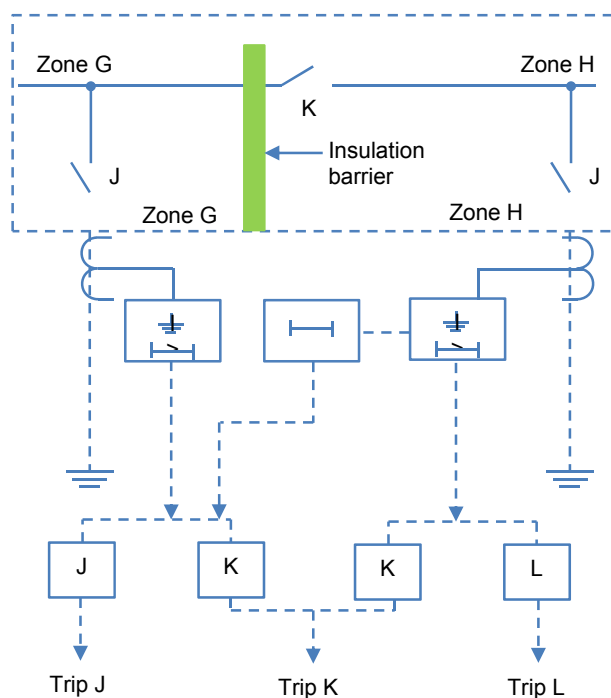 Zone G
Zone H
K
Insulation
barrier
J
J
Zone G
Zone H
J
K
K
L
Trip J
Trip K
Trip L